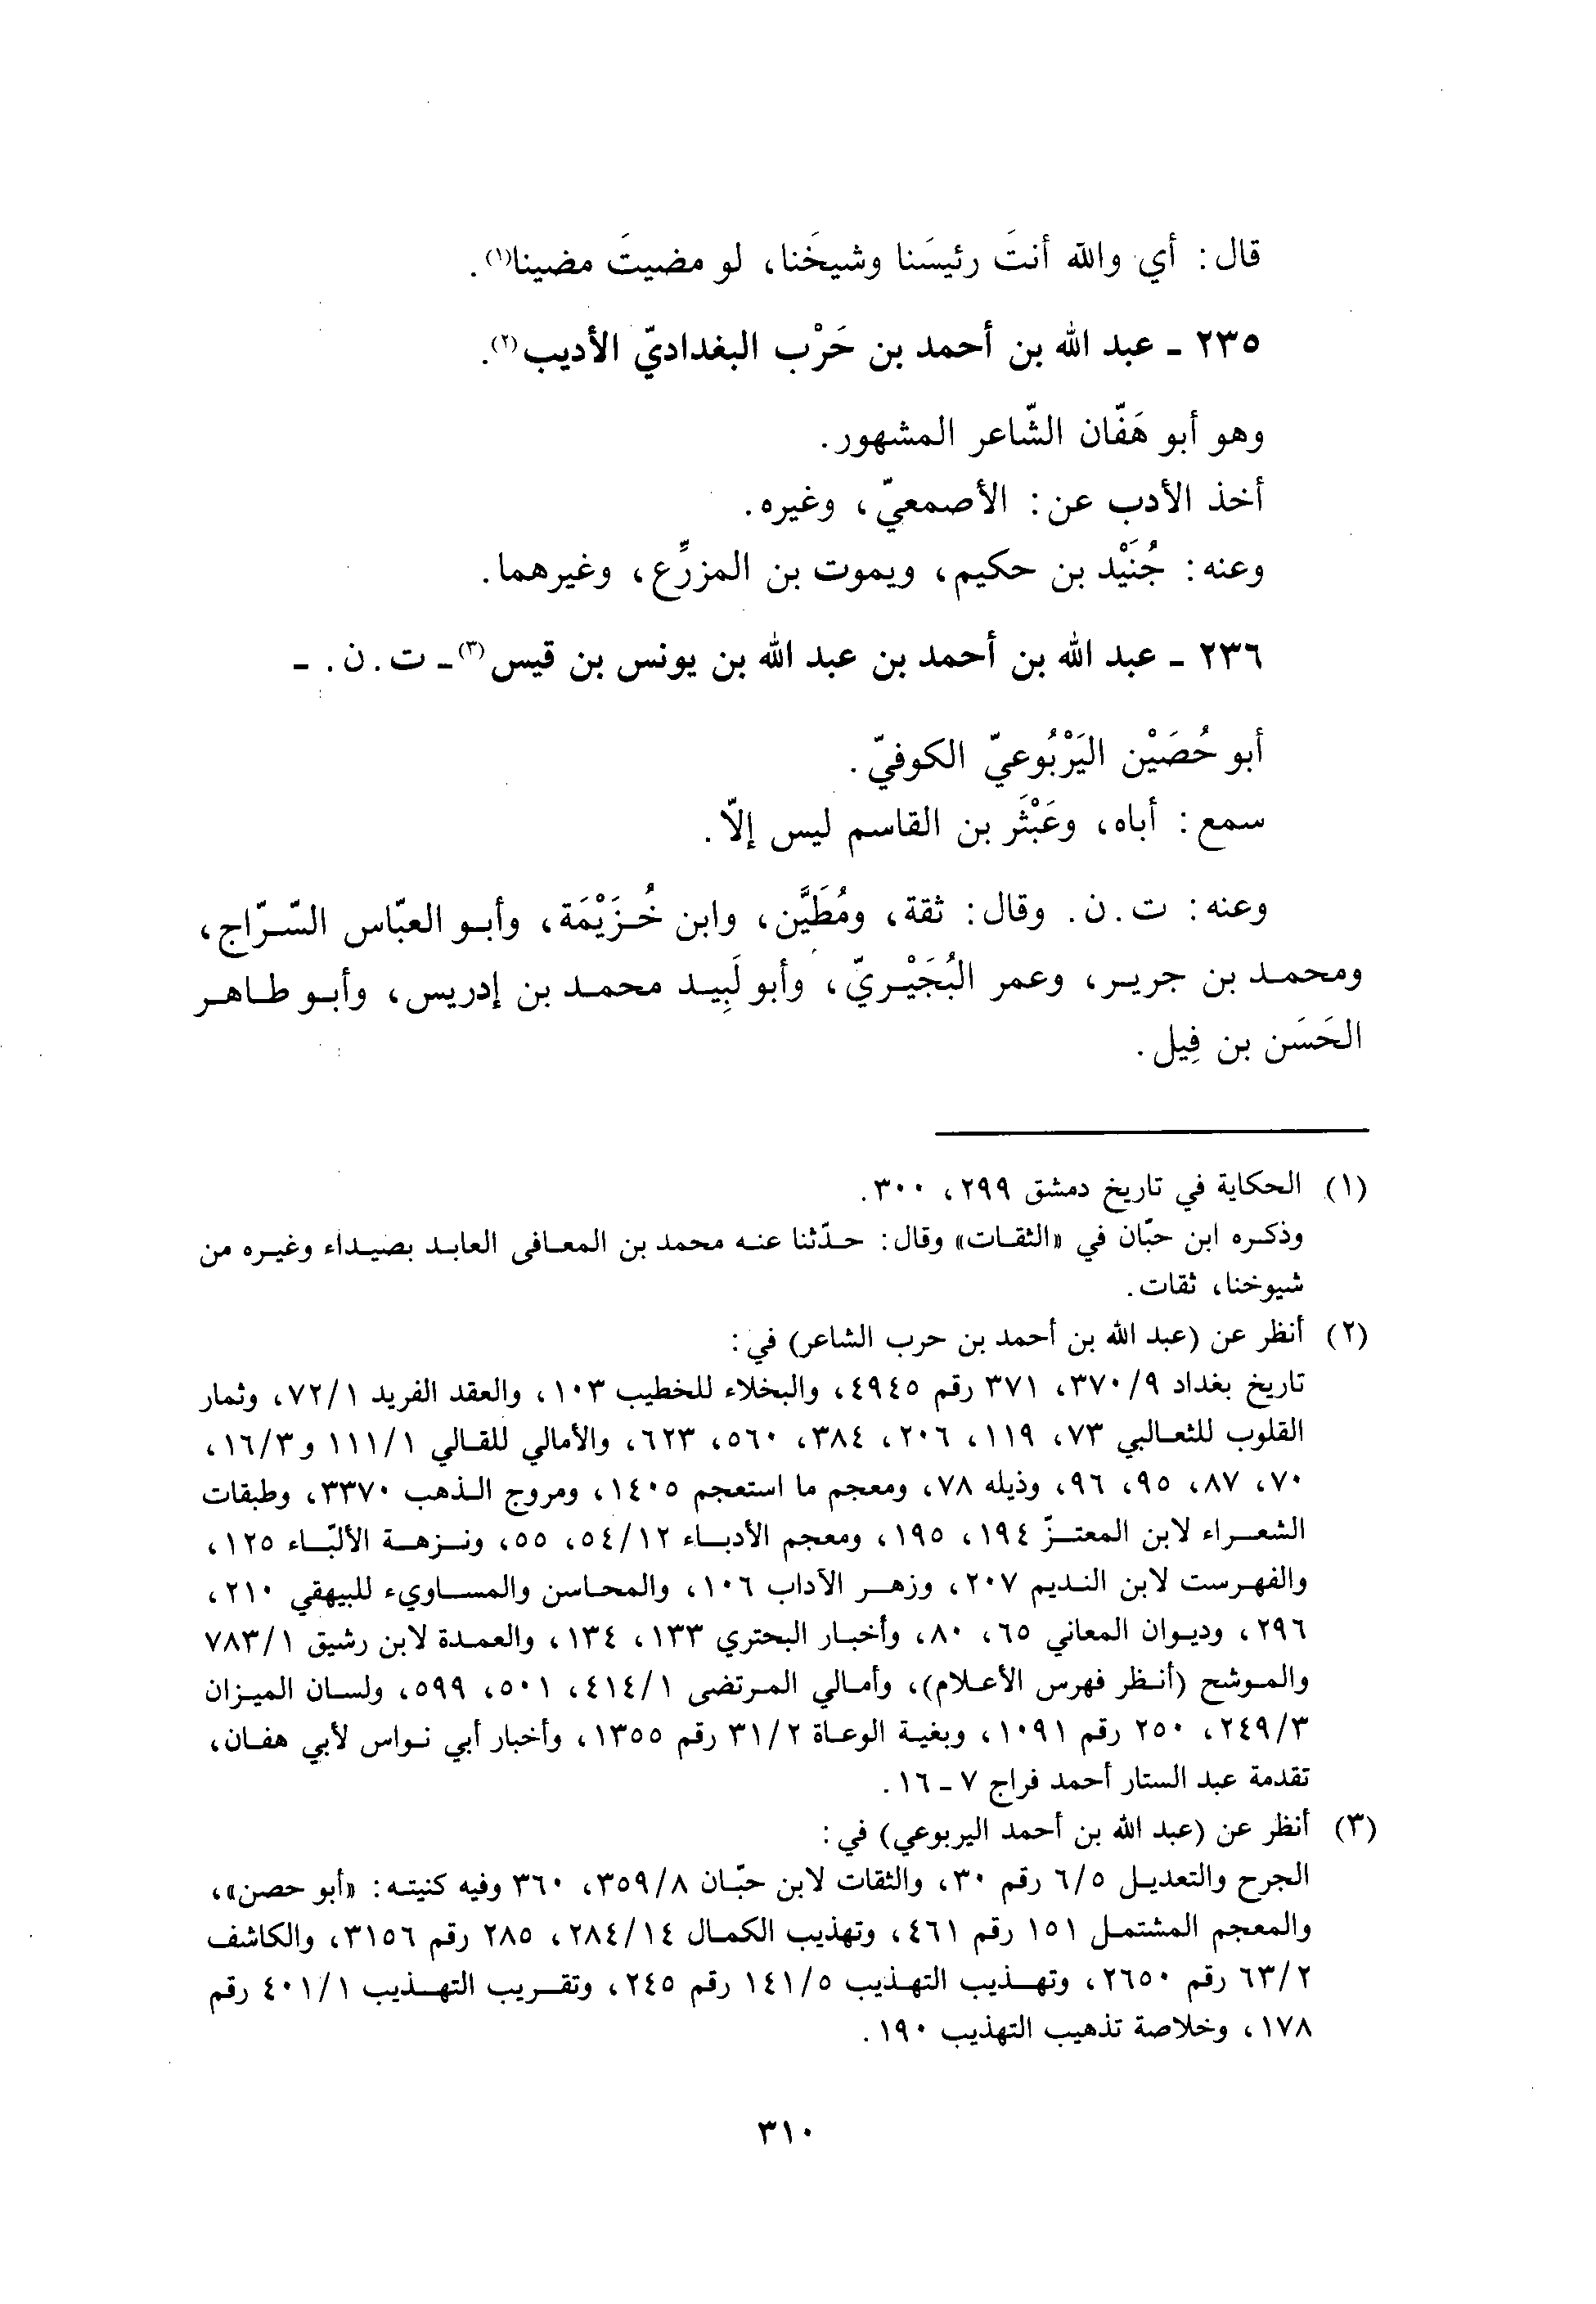 قال: أي والله أنتَ رئيسَنا وشيخَنا، لو مضيتَ مضينا(١).
٢٣٥ - عبد الله بن أحمد بن حَرْب البغداديّ الأديب(٢).
وهو أبو هَفّان الشّاعر المشهور.
أخذ الأدب عن: الأصمعيّ، وغيره.
وعنه: جُنَيْد بن حكيم، ويموت بن المزرِّع، وغيرهما.
٢٣٦ - عبد الله بن أحمد بن عبد الله بن يونس بن قيس(٣) - ت. ن. -
أبو حُصَيْن اليَرْبُوعيّ الكوفيّ.
سمع: أباه، وعَبْثَر بن القاسم ليس إلّا.
وعنه: ت. ن. وقال: ثقة، ومُطَيَّن، وابن خُزَيْمَة، وأبو العبّاس السّرّاج،
ومحمد بن جرير، وعمر البُجَيْريّ، وأبو لَبِيد محمد بن إدريس، وأبو طاهر
الحَسَن بن فِيل.
(١) الحكاية في تاريخ دمشق ٢٩٩، ٣٠٠.
وذكره ابن حبّان في «الثقات» وقال: حدّثنا عنه محمد بن المعافى العابد بصيداء وغيره من
شيوخنا، ثقات.
(٢) أنظر عن (عبد الله بن أحمد بن حرب الشاعر) في:
تاريخ بغداد ٣٧٠/٩، ٣٧١ رقم ٤٩٤٥، والبخلاء للخطيب ١٠٣، والعقد الفريد ٧٢/١، وثمار
القلوب للثعالبي ٧٣، ١١٩، ٢٠٦، ٣٨٤، ٥٦٠، ٦٢٣، والأمالي للقالي ١١١/١ و١٦/٣،
٧٠، ٨٧، ٩٥، ٩٦، وذيله ٧٨، ومعجم ما استعجم ١٤٠٥، ومروج الذهب ٣٣٧٠، وطبقات
الشعراء لابن المعتزّ ١٩٤، ١٩٥، ومعجم الأدباء ٥٤/١٢، ٥٥، ونزهة الألبّاء ١٢٥،
والفهرست لابن النديم ٢٠٧، وزهر الآداب ١٠٦، والمحاسن والمساوىء للبيهقي ٢١٠،
٢٩٦، وديوان المعاني ٦٥، ٨٠، وأخبار البحتري ١٣٣، ١٣٤، والعمدة لابن رشيق ٧٨٣/١
والموشح (أنظر فهرس الأعلام)، وأمالي المرتضى ٤١٤/١، ٥٠١، ٥٩٩، ولسان الميزان
٢٤٩/٣، ٢٥٠ رقم ١٠٩١، وبغية الوعاة ٣١/٢ رقم ١٣٥٥، وأخبار أبي نواس لأبي هفان،
تقدمة عبد الستار أحمد فراج ٧ - ١٦.
(٣) أنظر عن (عبد الله بن أحمد اليربوعي) في:
الجرح والتعديل ٦/٥ رقم ٣٠، والثقات لابن حبّان ٣٥٩/٨، ٣٦٠ وفيه كنيته: «أبو حصن»،
والمعجم المشتمل ١٥١ رقم ٤٦١، وتهذيب الكمال ٢٨٤/١٤، ٢٨٥ رقم ٣١٥٦، والكاشف
٦٣/٢ رقم ٢٦٥٠، وتهذيب التهذيب ١٤١/٥ رقم ٢٤٥، وتقريب التهذيب ٤٠١/١ رقم
١٧٨، وخلاصة تذهيب التهذيب ١٩٠.
٣١٠